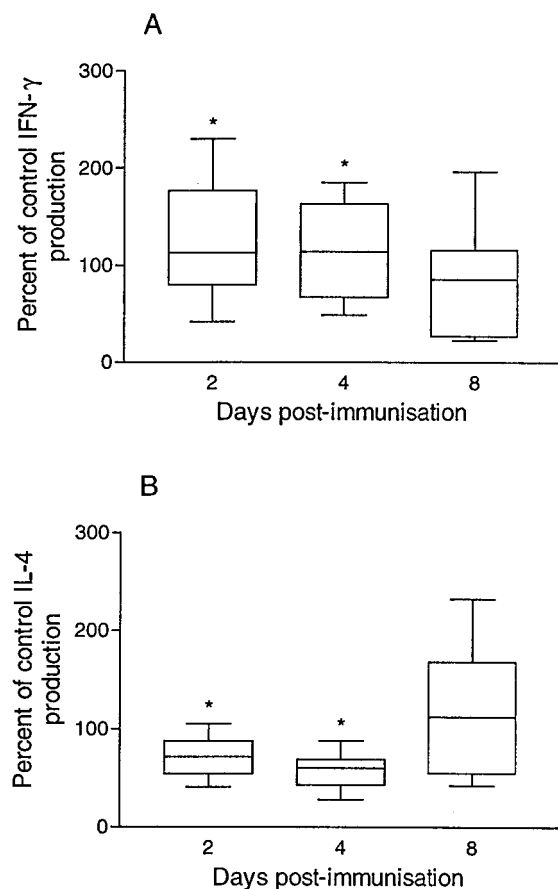 A
Percent of control IFN-γ
production
300
200
100
0
*
*
2
4
8
Days post-immunisation
B
Percent of control IL-4
production
300
200
100
0
*
*
2
4
8
Days post-immunisation